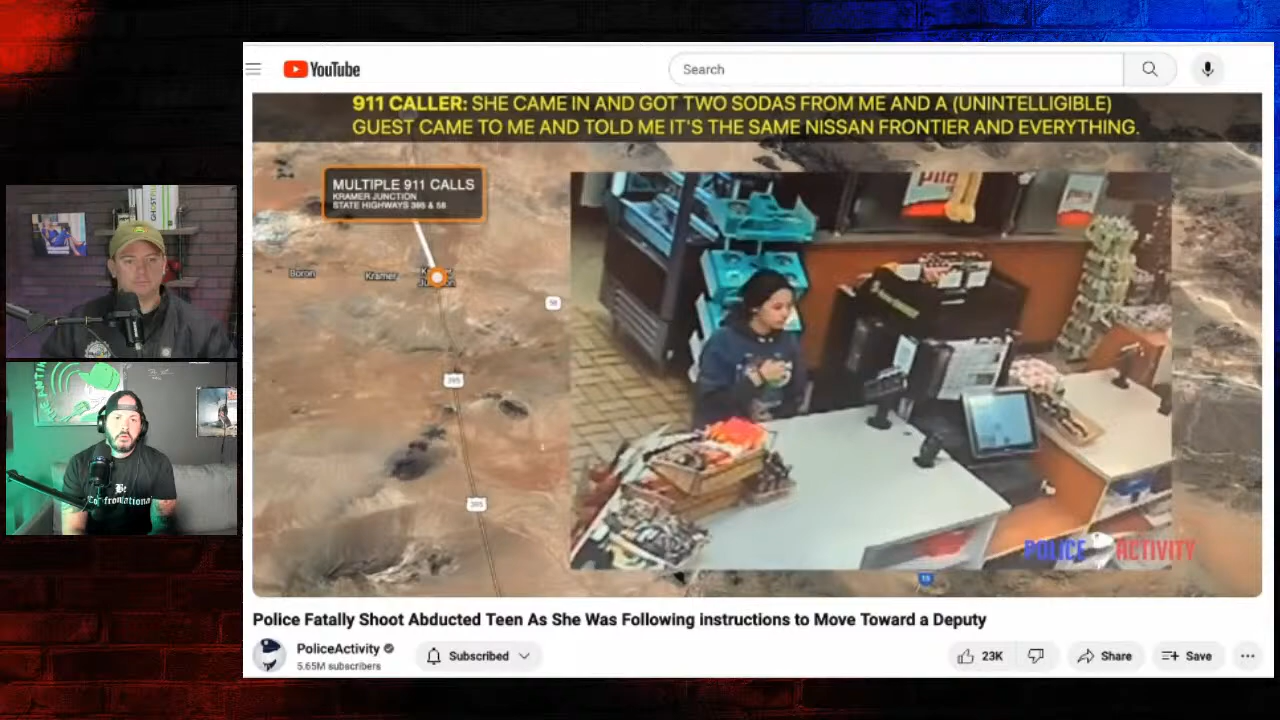 YouTube
Search
911 CALLER: SHE CAME IN AND GOT TWO SODAS FROM ME AND A (UNINTELLIGIBLE)
GUEST CAME TO ME AND TOLD ME IT'S THE SAME NISSAN FRONTIER AND EVERYTHING.
MULTIPLE 911 CALLS
KRAMER JUNCTION
STATE HIGHWAYS 395 & 58
Boron
Kramer
58
395
395
15
POLICE ACTIVITY
Be
Confrontational
Police Fatally Shoot Abducted Teen As She Was Following instructions to Move Toward a Deputy
PoliceActivity
5.65M subscribers
Subscribed
23K
Share
Save